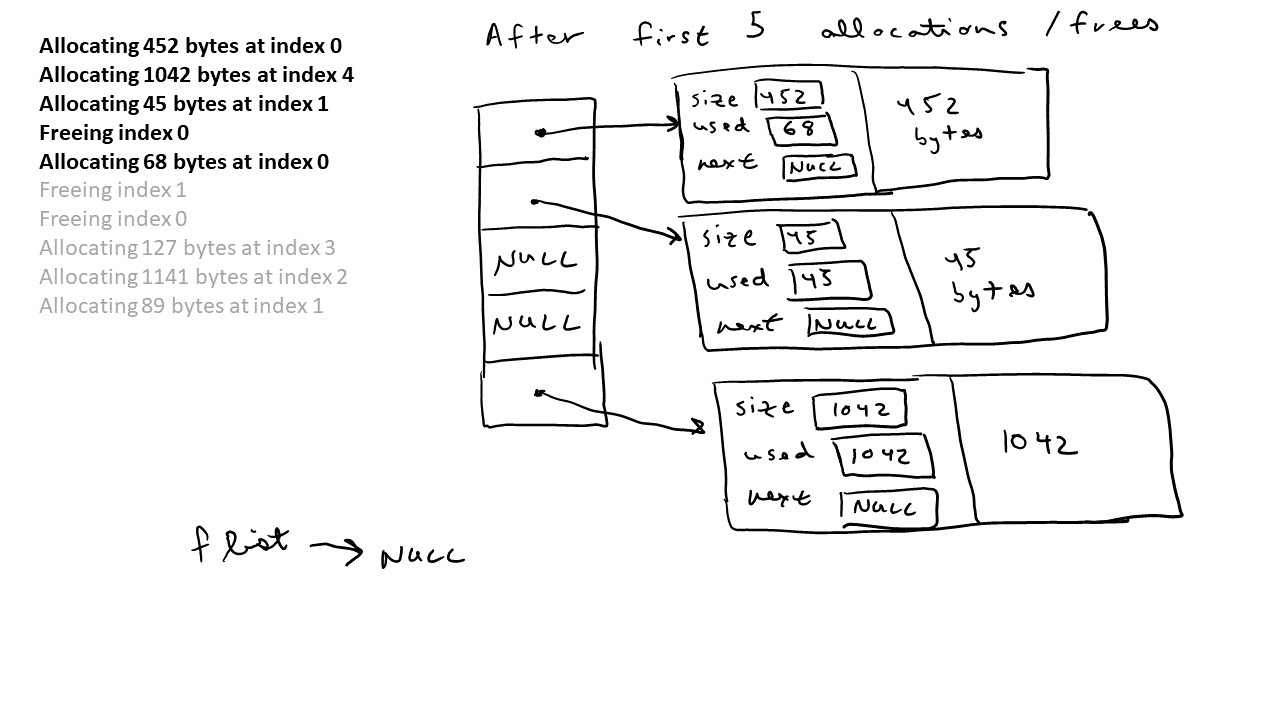 After first 5 allocations / frees
Allocating 452 bytes at index 0
Allocating 1042 bytes at index 4
Allocating 45 bytes at index 1
Freeing index 0
Allocating 68 bytes at index 0
Freeing index 1
Freeing index 0
Allocating 127 bytes at index 3
Allocating 1141 bytes at index 2
Allocating 89 bytes at index 1
NULL
NULL
size 452
used 68
next NULL
452
bytes
size 45
used 45
next NULL
45
bytes
size 1042
used 1042
next NULL
1042
flist → NULL